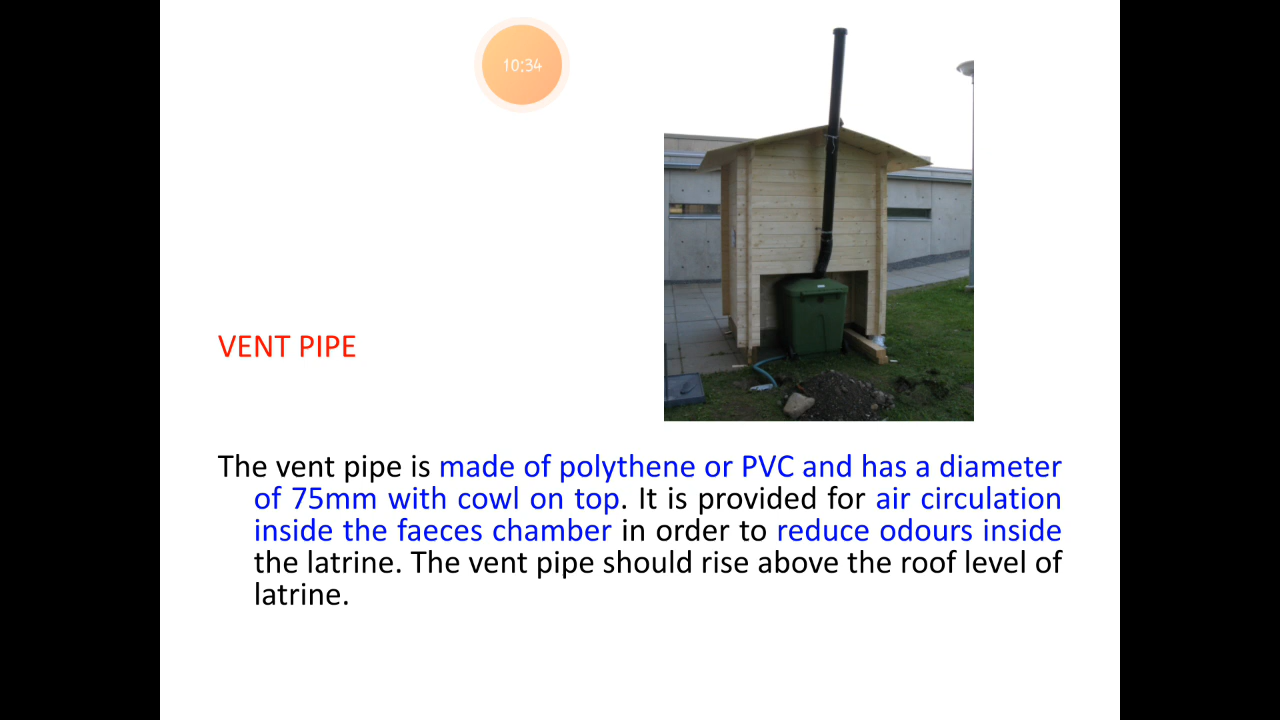 10:34
VENT PIPE
The vent pipe is made of polythene or PVC and has a diameter
of 75mm with cowl on top. It is provided for air circulation
inside the faeces chamber in order to reduce odours inside
the latrine. The vent pipe should rise above the roof level of
latrine.